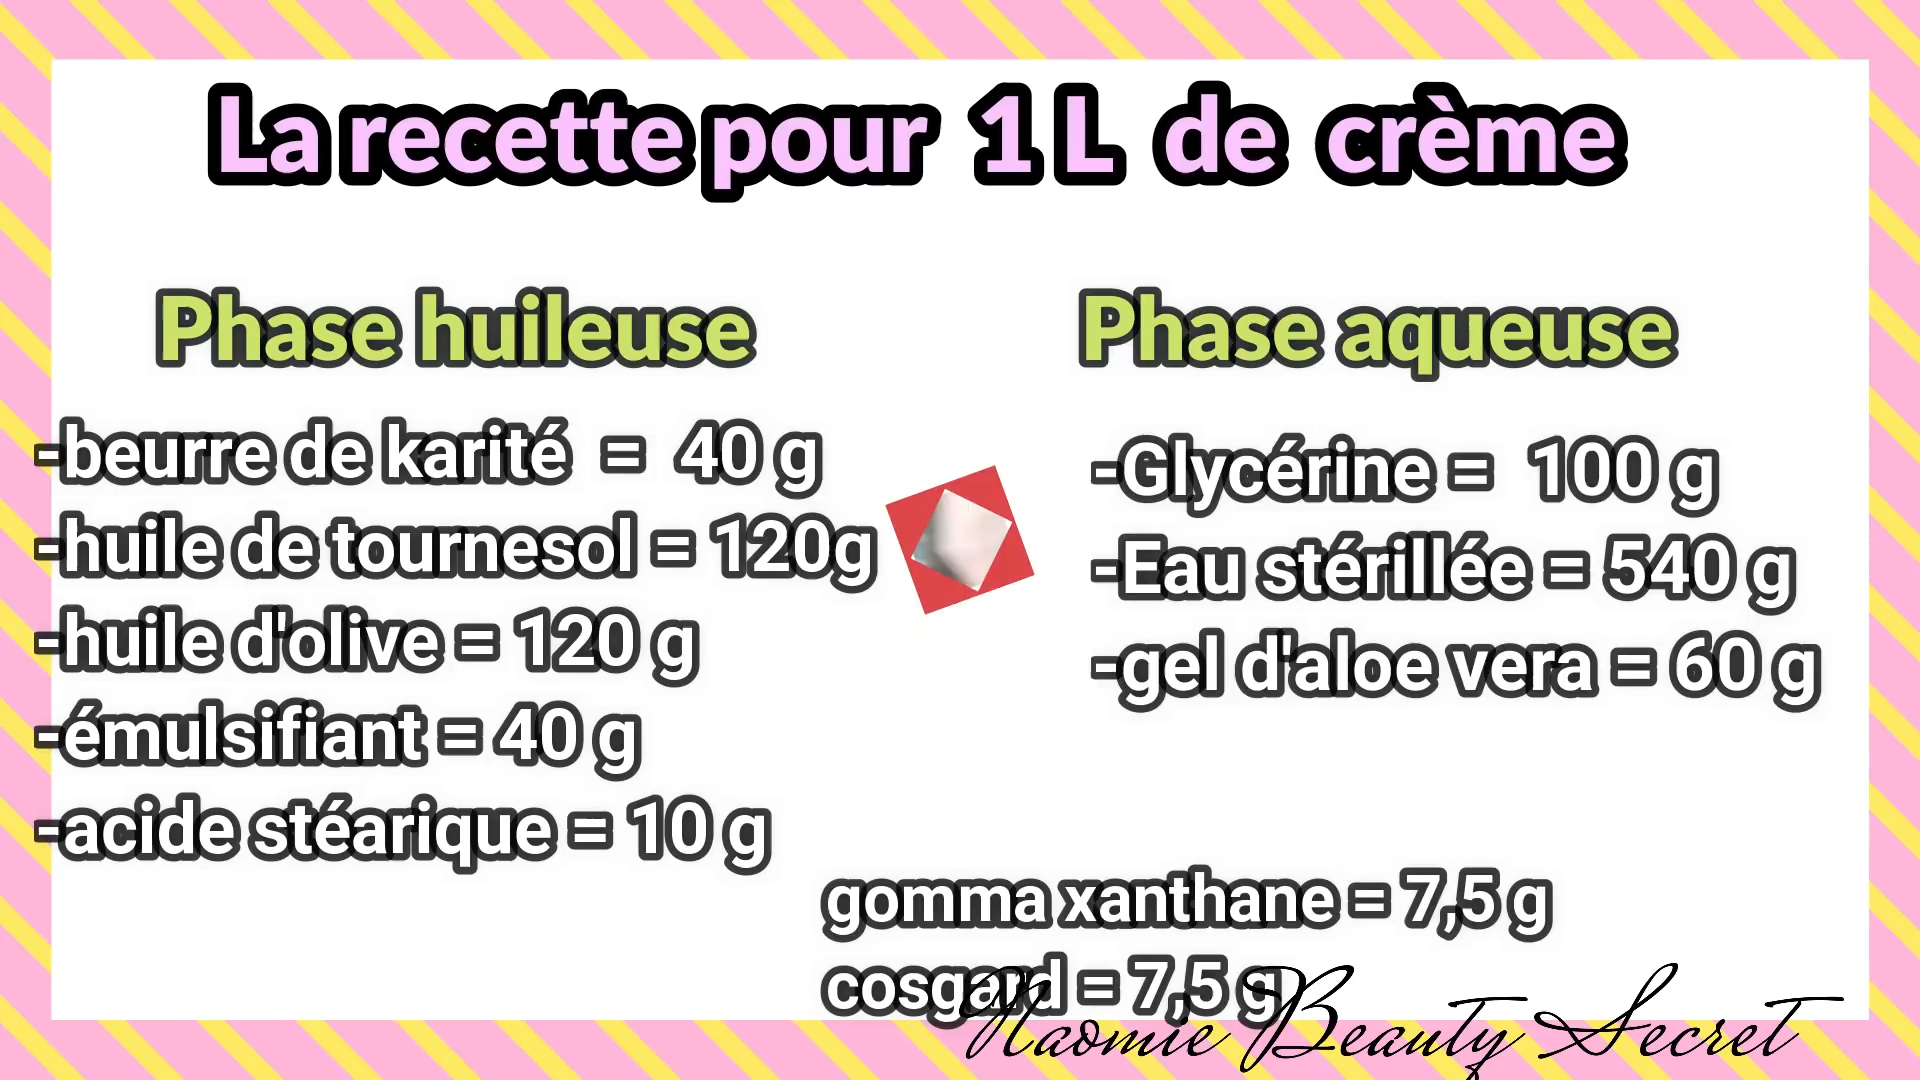 La recette pour 1 L de crème
Phase huileuse
-beurre de karité = 40 g
-huile de tournesol = 120g
-huile d'olive = 120 g
-émulsifiant = 40 g
-acide stéarique = 10 g
Phase aqueuse
-Glycérine = 100 g
-Eau stérillée = 540 g
-gel d'aloe vera = 60 g
gomma xanthane = 7,5 g
cosgard = 7,5 g
Naomie Beauty Secret